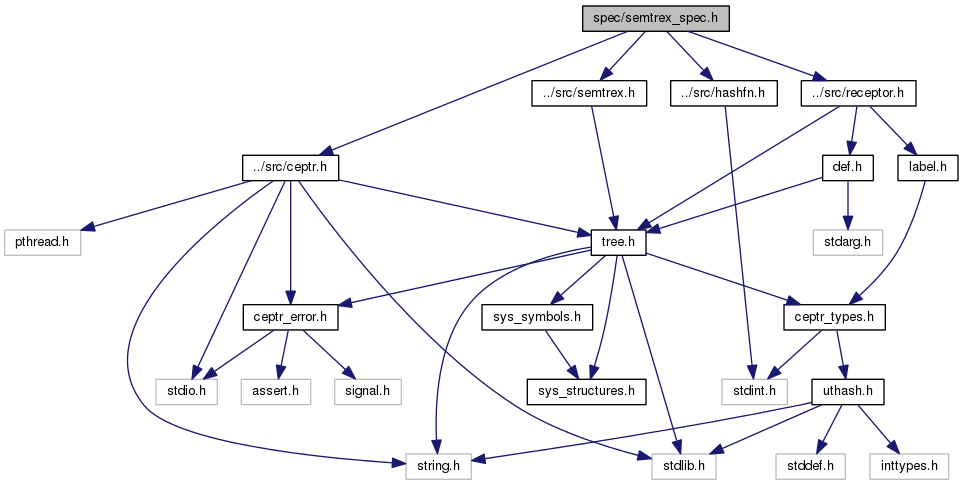 spec/semtrex_spec.h
../src/semtrex.h
../src/hashfn.h
../src/receptor.h
../src/ceptr.h
def.h
label.h
pthread.h
tree.h
stdarg.h
ceptr_error.h
sys_symbols.h
ceptr_types.h
stdio.h
assert.h
signal.h
sys_structures.h
stdint.h
uthash.h
string.h
stdlib.h
stddef.h
inttypes.h